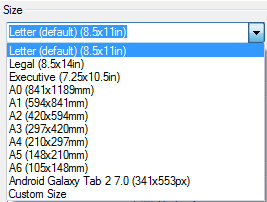 Size
Letter (default) (8.5x11in)
Letter (default) (8.5x11in)
Legal (8.5x14in)
Executive (7.25x10.5in)
A0 (841x1189mm)
A1 (594x841mm)
A2 (420x594mm)
A3 (297x420mm)
A4 (210x297mm)
A5 (148x210mm)
A6 (105x148mm)
Android Galaxy Tab 2 7.0 (341x553px)
Custom Size